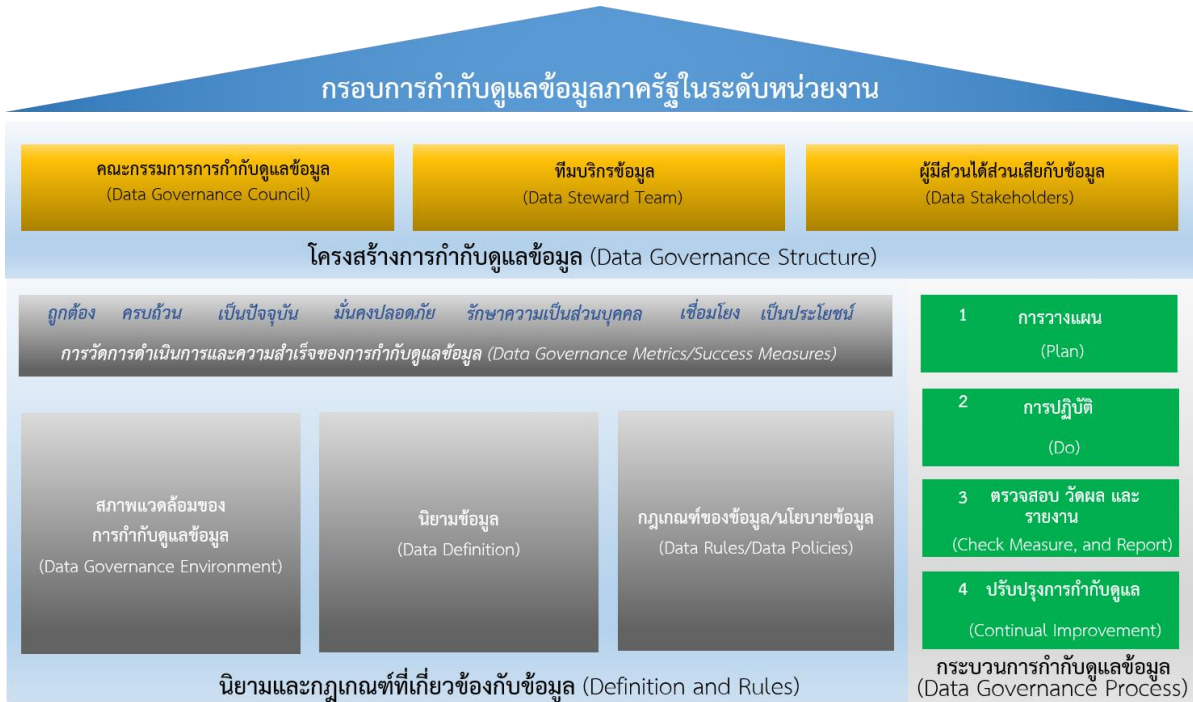 กรอบการกำกับดูแลข้อมูลภาครัฐในระดับหน่วยงาน
คณะกรรมการการกำกับดูแลข้อมูล
(Data Governance Council)
ทีมบริกรข้อมูล
(Data Steward Team)
ผู้มีส่วนได้ส่วนเสียกับข้อมูล
(Data Stakeholders)
โครงสร้างการกำกับดูแลข้อมูล (Data Governance Structure)
ถูกต้อง ครบถ้วน เป็นปัจจุบัน มั่นคงปลอดภัย รักษาความเป็นส่วนบุคคล เชื่อมโยง เป็นประโยชน์
การวัดการดำเนินการและความสำเร็จของการกำกับดูแลข้อมูล (Data Governance Metrics/Success Measures)
สภาพแวดล้อมของ
การกำกับดูแลข้อมูล
(Data Governance Environment)
นิยามข้อมูล
(Data Definition)
กฎเกณฑ์ของข้อมูล/นโยบายข้อมูล
(Data Rules/Data Policies)
นิยามและกฎเกณฑ์ที่เกี่ยวข้องกับข้อมูล (Definition and Rules)
1 การวางแผน
(Plan)
2 การปฏิบัติ
(Do)
3 ตรวจสอบ วัดผล และ
รายงาน
(Check Measure, and Report)
4 ปรับปรุงการกำกับดูแล
(Continual Improvement)
กระบวนการกำกับดูแลข้อมูล
(Data Governance Process)